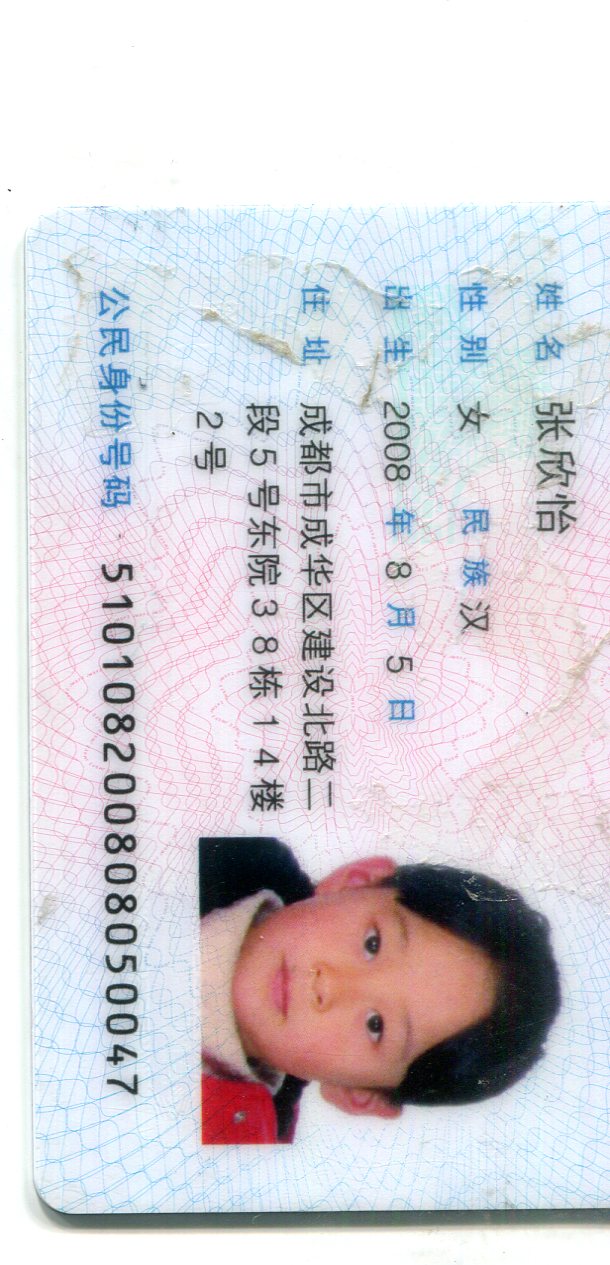 姓名 张欣怡
性别 女 民族 汉
出生 2008 年 8 月 5 日
住址 成都市成华区建设北路二
段5号东院38栋14楼
2号
公民身份号码 510108200808050047